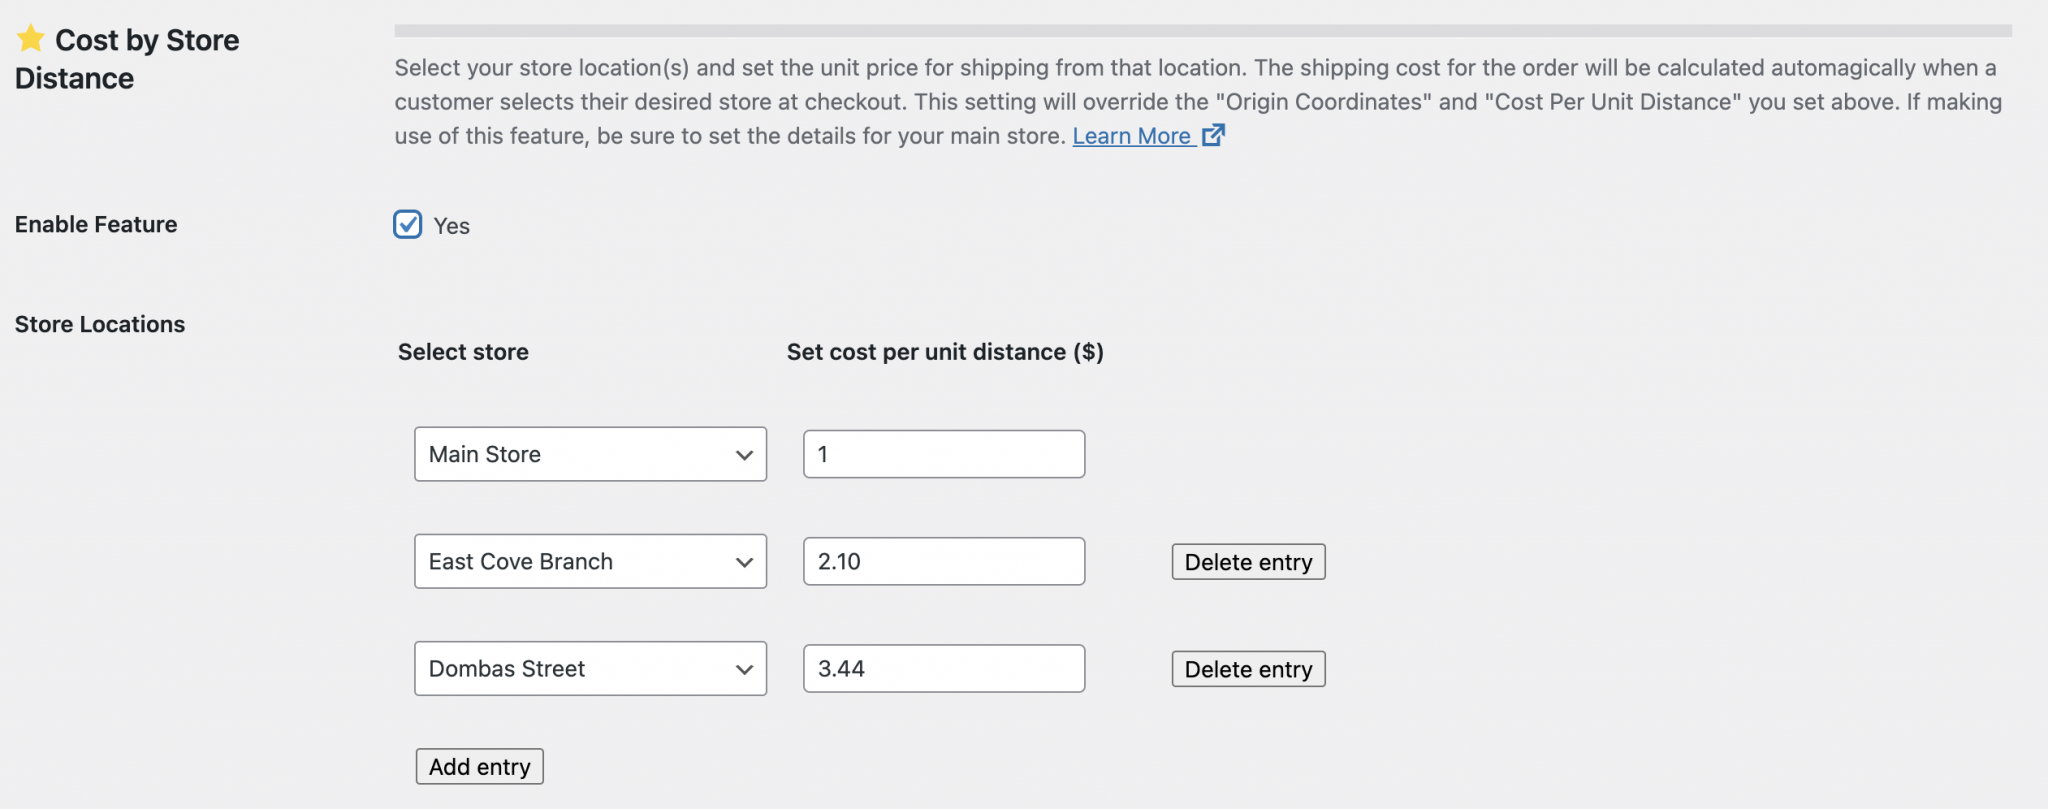 Cost by Store
Distance
Select your store location(s) and set the unit price for shipping from that location. The shipping cost for the order will be calculated automagically when a
customer selects their desired store at checkout. This setting will override the "Origin Coordinates" and "Cost Per Unit Distance" you set above. If making
use of this feature, be sure to set the details for your main store. Learn More
Enable Feature
Yes
Store Locations
Select store
Set cost per unit distance ($)
Main Store
1
East Cove Branch
2.10
Delete entry
Dombas Street
3.44
Delete entry
Add entry